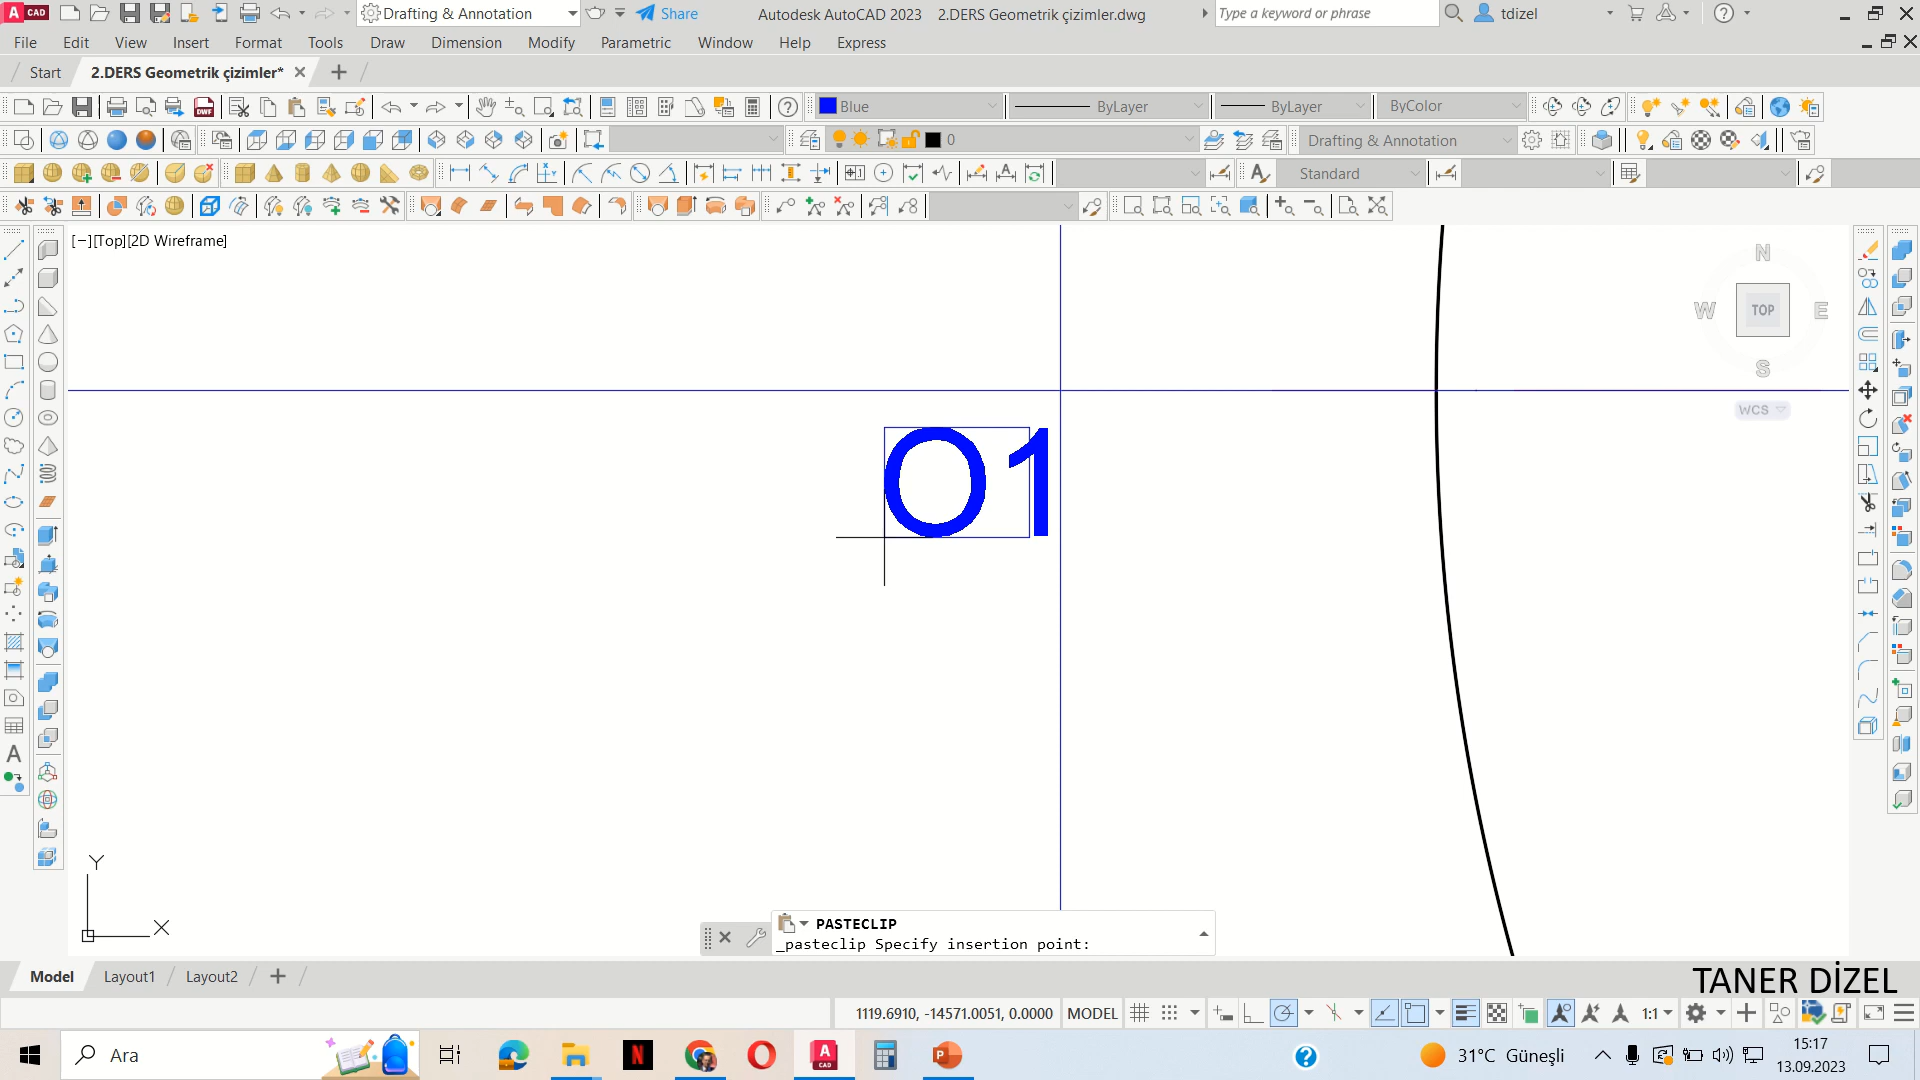 A CAD
Drafting & Annotation
Share
Autodesk AutoCAD 2023 2.DERS Geometrik çizimler.dwg
Type a keyword or phrase
tdizel
File Edit View Insert Format Tools Draw Dimension Modify Parametric Window Help Express
Start
2.DERS Geometrik çizimler*
DWF
Blue
ByLayer
ByLayer
ByColor
0
Drafting & Annotation
Standard
[−][Top][2D Wireframe]
N
W
TOP
E
S
WCS
O1
Y
X
PASTECLIP
_pasteclip Specify insertion point:
Model
Layout1
Layout2
TANER DİZEL
1119.6910, -14571.0051, 0.0000
MODEL
1:1
Ara
N
A CAD
P
31°C Güneşli
15:17
13.09.2023